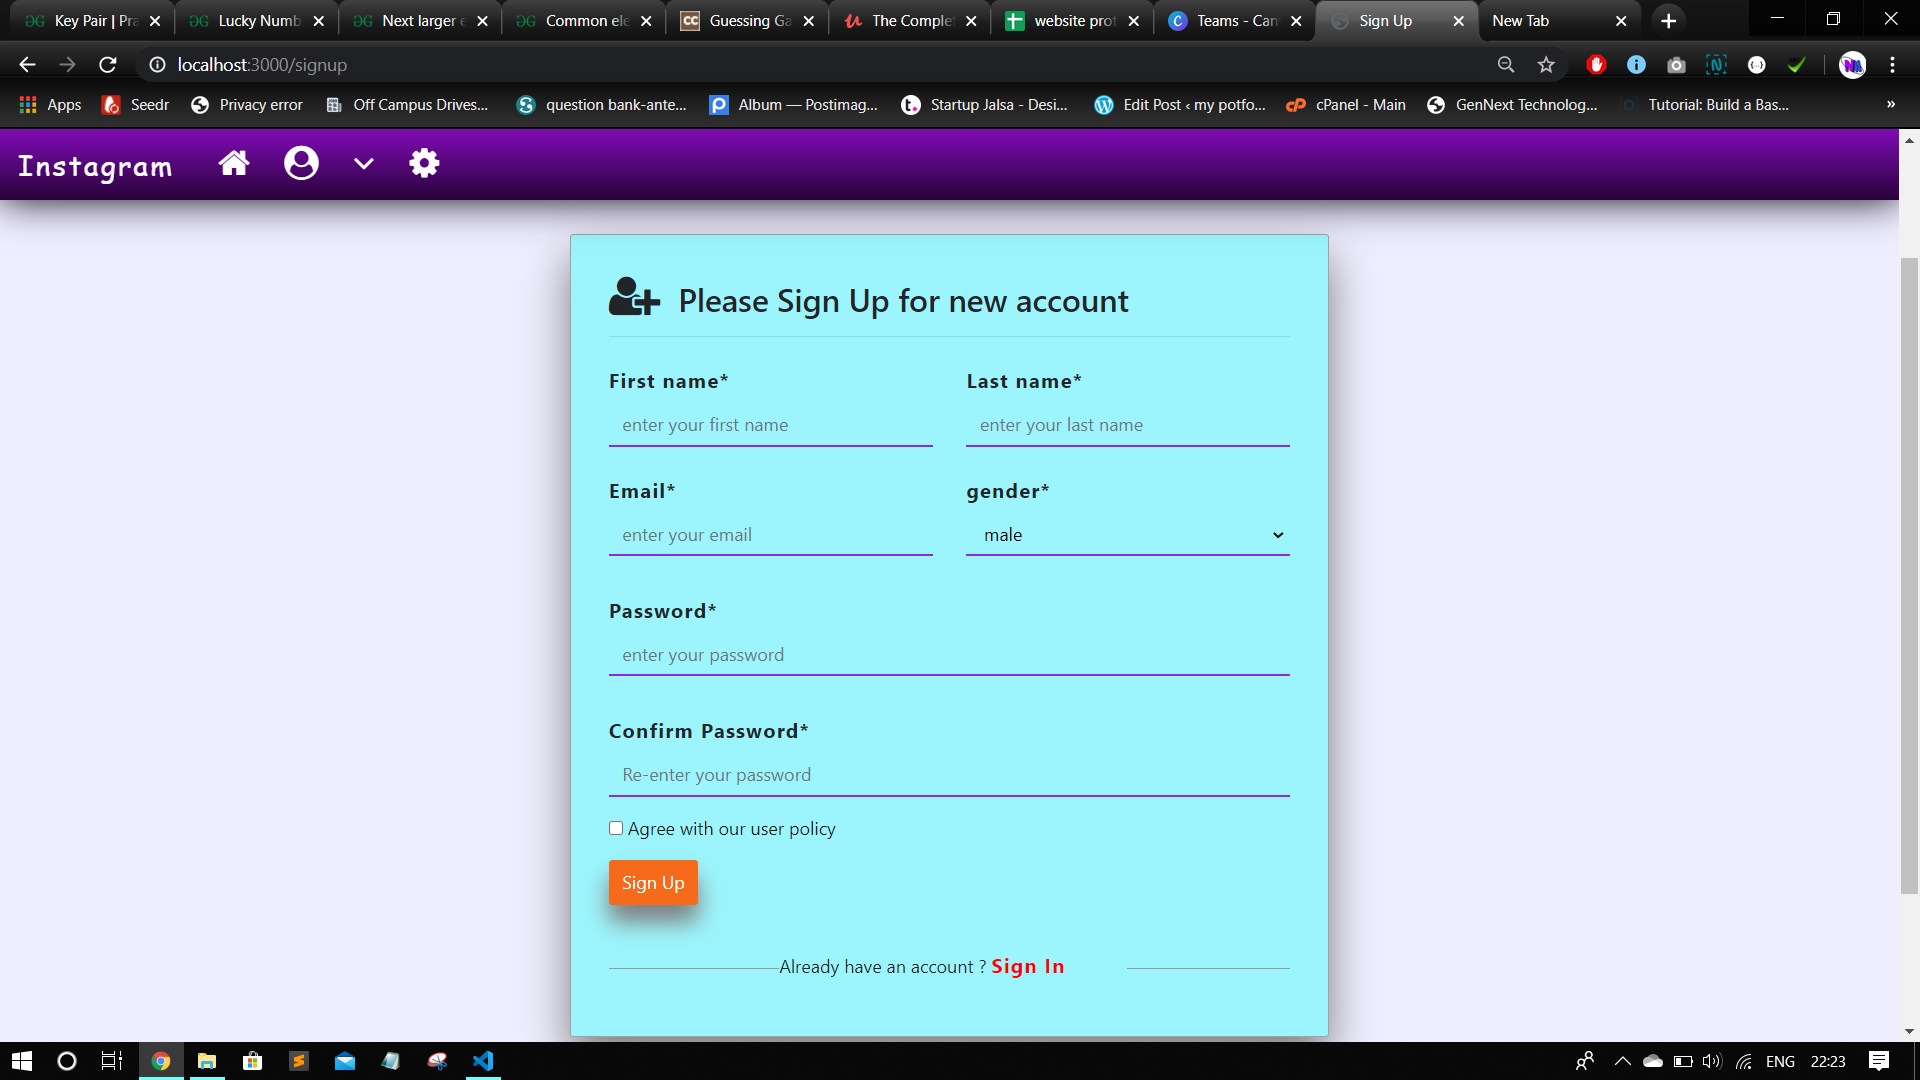 Key Pair | Pra
Lucky Numb
Next larger e
Common ele
CC
Guessing Ga
The Complet
website prot
C
Teams - Can
Sign Up
New Tab
localhost:3000/signup
Apps
Seedr
Privacy error
Off Campus Drives...
question bank-ante...
Album — Postimag...
t.
Startup Jalsa - Desi...
Edit Post ‹ my potfo...
cP
cPanel - Main
GenNext Technolog...
Tutorial: Build a Bas...
»
Instagram
Please Sign Up for new account
First name*
Last name*
enter your first name
enter your last name
Email*
gender*
enter your email
male
Password*
enter your password
Confirm Password*
Re-enter your password
Agree with our user policy
Sign Up
Already have an account ? Sign In
ENG
22:23